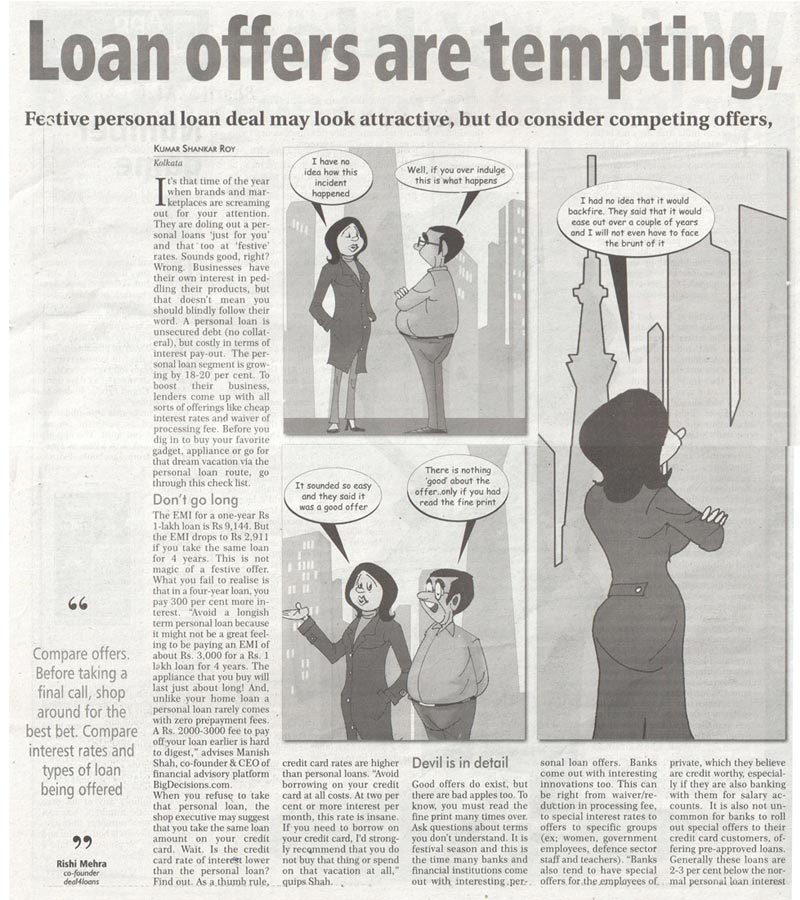 Loan offers are tempting,
Festive personal loan deal may look attractive, but do consider competing offers,
KUMAR SHANKAR ROY
Kolkata
It's that time of the year
when brands and mar-
ketplaces are screaming
out for your attention.
They are doling out a per-
sonal loans 'just for you'
and that too at 'festive'
rates. Sounds good, right?
Wrong. Businesses have
their own interest in ped-
dling their products, but
that doesn't mean you
should blindly follow their
word. A personal loan is
unsecured debt (no collat-
eral), but costly in terms of
interest pay-out. The per-
sonal loan segment is grow-
ing by 18-20 per cent. To
boost their business,
lenders come up with all
sorts of offerings like cheap
interest rates and waiver of
processing fee. Before you
dig in to buy your favorite
gadget, appliance or go for
that dream vacation via the
personal loan route, go
through this check list.
Don't go long
The EMI for a one-year Rs
1-lakh loan is Rs 9,144. But
the EMI drops to Rs 2,911
if you take the same loan
for 4 years. This is not
magic of a festive offer.
What you fail to realise is
that in a four-year loan, you
pay 300 per cent more in-
terest. "Avoid a longish
term personal loan because
it might not be a great feel-
ing to be paying an EMI of
about Rs. 3,000 for a Rs. 1
lakh loan for 4 years. The
appliance that you buy will
last just about long! And,
unlike your home loan a
personal loan rarely comes
with zero prepayment fees.
A Rs. 2000-3000 fee to pay
off your loan earlier is hard
to digest," advises Manish
Shah, co-founder & CEO of
financial advisory platform
BigDecisions.com.
When you refuse to take
that personal loan, the
shop executive may suggest
that you take the same loan
amount on your credit
card. Wait. Is the credit
card rate of interest lower
than the personal loan?
Find out. As a thumb rule,
I have no
idea how this
incident
happened
Well, if you over indulge
this is what happens
I had no idea that it would
backfire. They said that it would
ease out over a couple of years
and I will not even have to face
the brunt of it
It sounded so easy
and they said it
was a good offer
There is nothing
'good' about the
offer..only if you had
read the fine print
“
Compare offers.
Before taking a
final call, shop
around for the
best bet. Compare
interest rates and
types of loan
being offered
”
Rishi Mehra
co-founder
deal4loans
credit card rates are higher
than personal loans. "Avoid
borrowing on your credit
card at all costs. At two per
cent or more interest per
month, this rate is insane.
If you need to borrow on
your credit card, I'd strong-
ly recommend that you do
not buy that thing or spend
on that vacation at all,"
quips Shah.
Devil is in detail
Good offers do exist, but
there are bad apples too. To
know, you must read the
fine print many times over.
Ask questions about terms
you don't understand. It is
festival season and this is
the time many banks and
financial institutions come
out with interesting per-
sonal loan offers. Banks
come out with interesting
innovations too. This can
be right from waiver/re-
duction in processing fee,
to special interest rates to
offers to specific groups
(ex; women, government
employees, defence sector
staff and teachers). "Banks
also tend to have special
offers for the employees of
private, which they believe
are credit worthy, especial-
ly if they are also banking
with them for salary ac-
counts. It is also not un-
common for banks to roll
out special offers to their
credit card customers, of-
fering pre-approved loans.
Generally these loans are
2-3 per cent below the nor-
mal personal loan interest